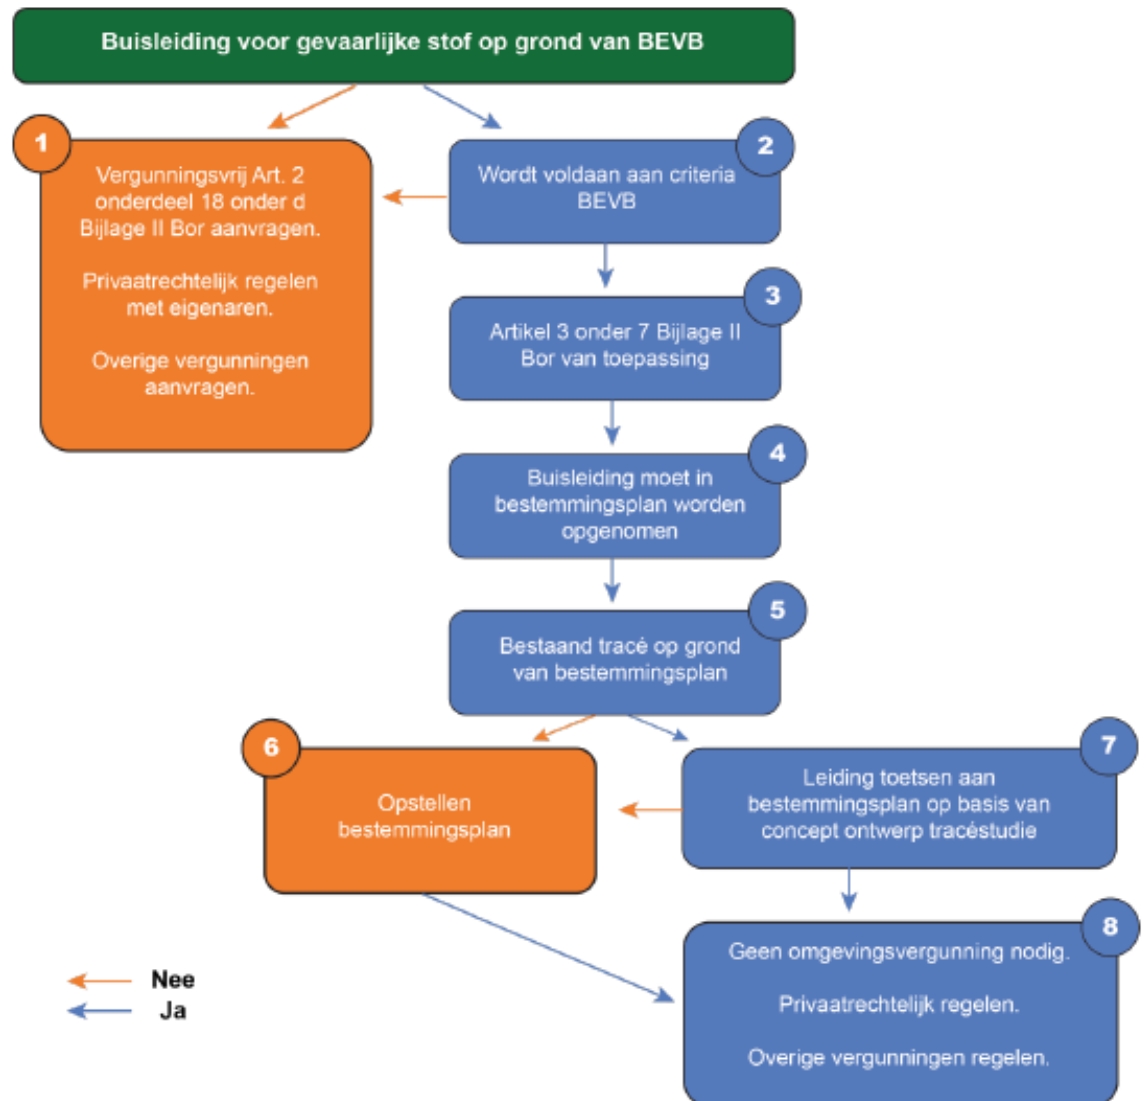 Buisleiding voor gevaarlijke stof op grond van BEVB
1
Vergunningsvrij Art. 2
onderdeel 18 onder d
Bijlage II Bor aanvragen.
Privaatrechtelijk regelen
met eigenaren.
Overige vergunningen
aanvragen.
2
Wordt voldaan aan criteria
BEVB
3
Artikel 3 onder 7 Bijlage II
Bor van toepassing
4
Buisleiding moet in
bestemmingsplan worden
opgenomen
5
Bestaand tracé op grond
van bestemmingsplan
6
Opstellen
bestemmingsplan
7
Leiding toetsen aan
bestemmingsplan op basis van
concept ontwerp tracéstudie
8
Geen omgevingsvergunning nodig.
Privaatrechtelijk regelen.
Overige vergunningen regelen.
Nee
Ja